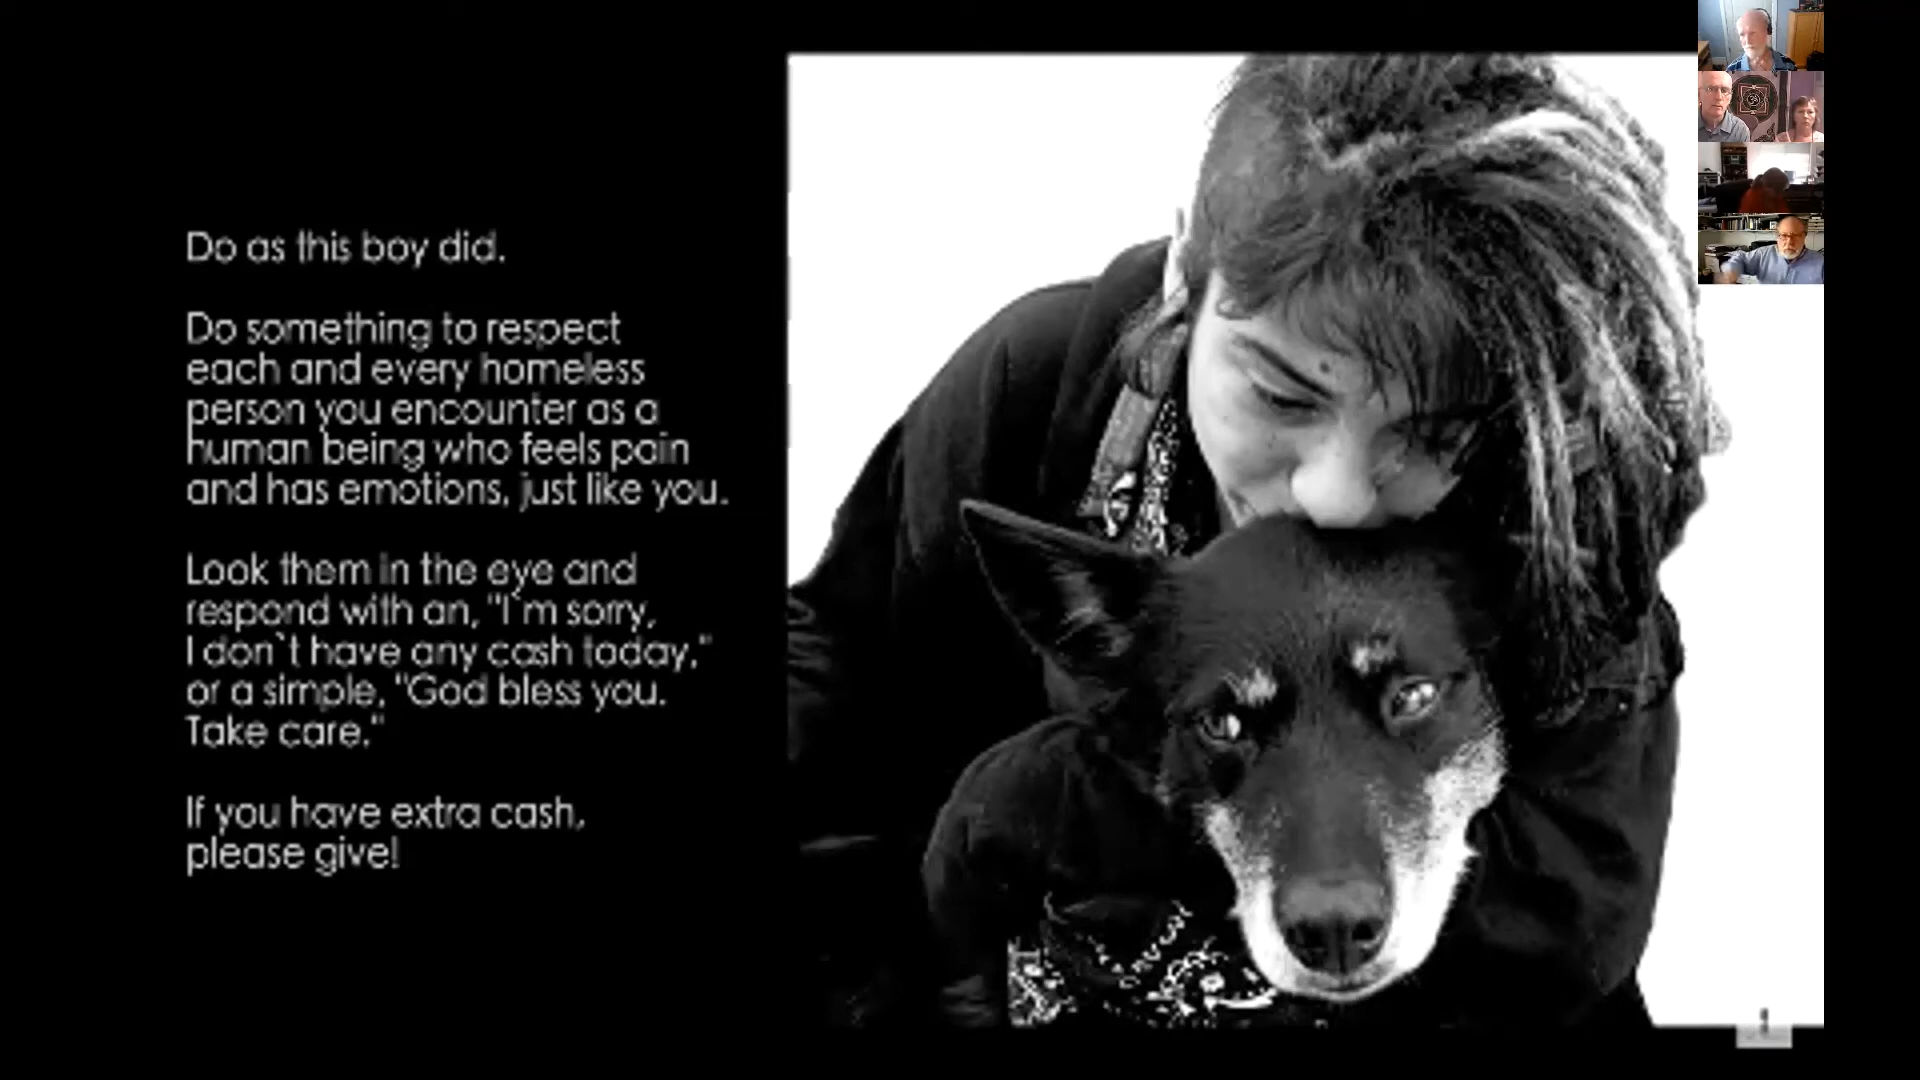 Do as this boy did.
Do something to respect
each and every homeless
person you encounter as a
human being who feels pain
and has emotions, just like you.
Look them in the eye and
respond with an, "I`m sorry,
I don`t have any cash today,"
or a simple, "God bless you.
Take care."
If you have extra cash,
please give!